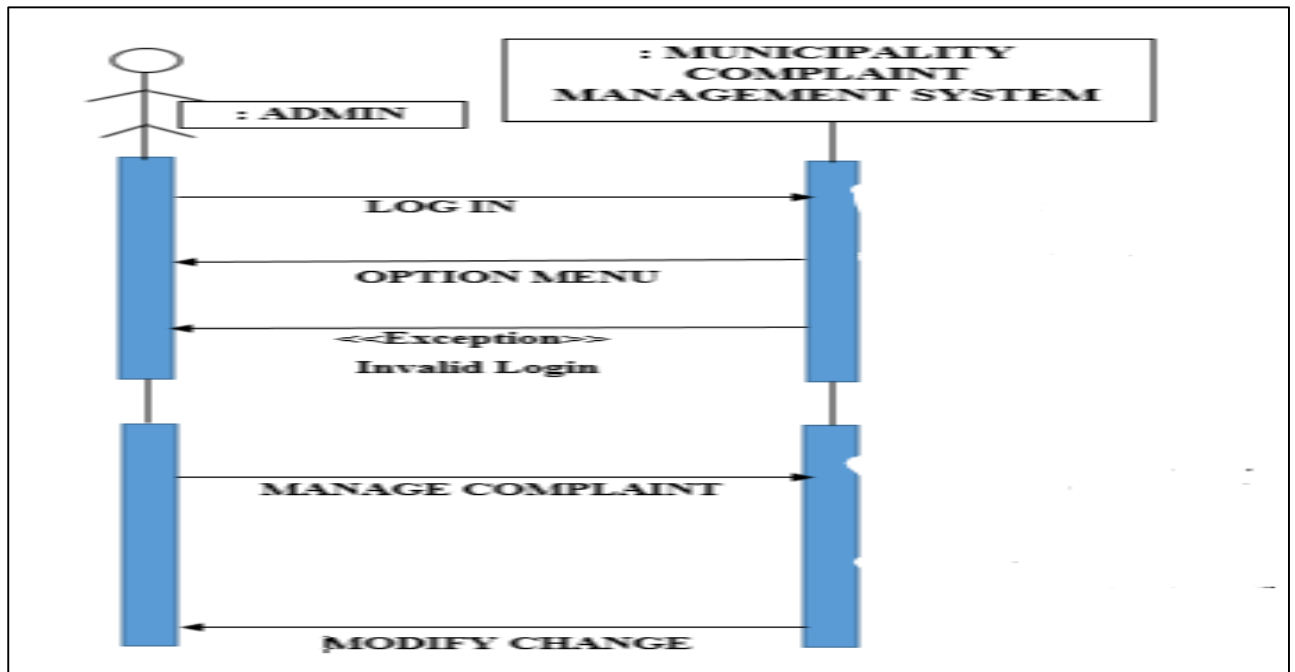 : MUNICIPALITY
COMPLAINT
MANAGEMENT SYSTEM
: ADMIN
LOG IN
OPTION MENU
<<Exception>>
Invalid Login
MANAGE COMPLAINT
MODIFY CHANGE